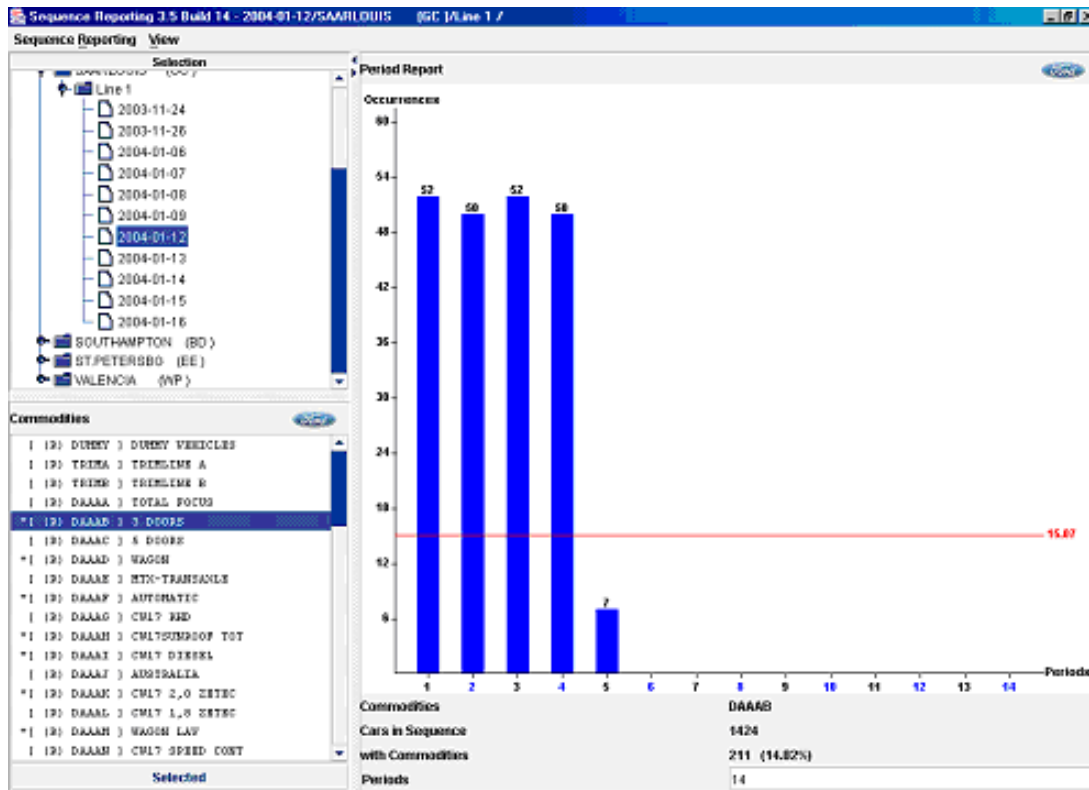 Sequence Reporting 3.5 Build 14 - 2004-01-12/SAARLOUIS (GC )/Line 1 /
Sequence Reporting View
Selection
SAARLOUIS (GC)
Line 1
2003-11-24
2003-11-26
2004-01-06
2004-01-07
2004-01-08
2004-01-09
2004-01-12
2004-01-13
2004-01-14
2004-01-15
2004-01-16
SOUTHAMPTON (BD )
ST.PETERSBG (EE )
VALENCIA (WP )
Commodities
Ford
[ (B) DUMMY ] DUMMY VEHICLES
[ (B) TRIMA ] TRIMLINE A
[ (B) TRIMB ] TRIMLINE B
[ (B) DAAAA ] TOTAL FOCUS
*[ (B) DAAAB ] 3 DOORS
[ (B) DAAAC ] 5 DOORS
*[ (B) DAAAD ] WAGON
[ (B) DAAAE ] MTX-TRANSAXLE
*[ (B) DAAAF ] AUTOMATIC
[ (B) DAAAG ] CW17 RHD
*[ (B) DAAAH ] CW17SUNROOF TOT
*[ (B) DAAAI ] CW17 DIESEL
[ (B) DAAAJ ] AUSTRALIA
*[ (B) DAAAK ] CW17 2,0 ZETEC
[ (B) DAAAL ] CW17 1,8 ZETEC
*[ (B) DAAAM ] WAGON LAV
[ (B) DAAAN ] CW17 SPEED CONT
Selected
Period Report
Ford
Occurrences
60
54
48
42
36
30
24
18
12
6
52 50 52 50 7
15.07
Periods
1 2 3 4 5 6 7 8 9 10 11 12 13 14
Commodities DAAAB
Cars in Sequence 1424
with Commodities 211 (14.82%)
Periods 14